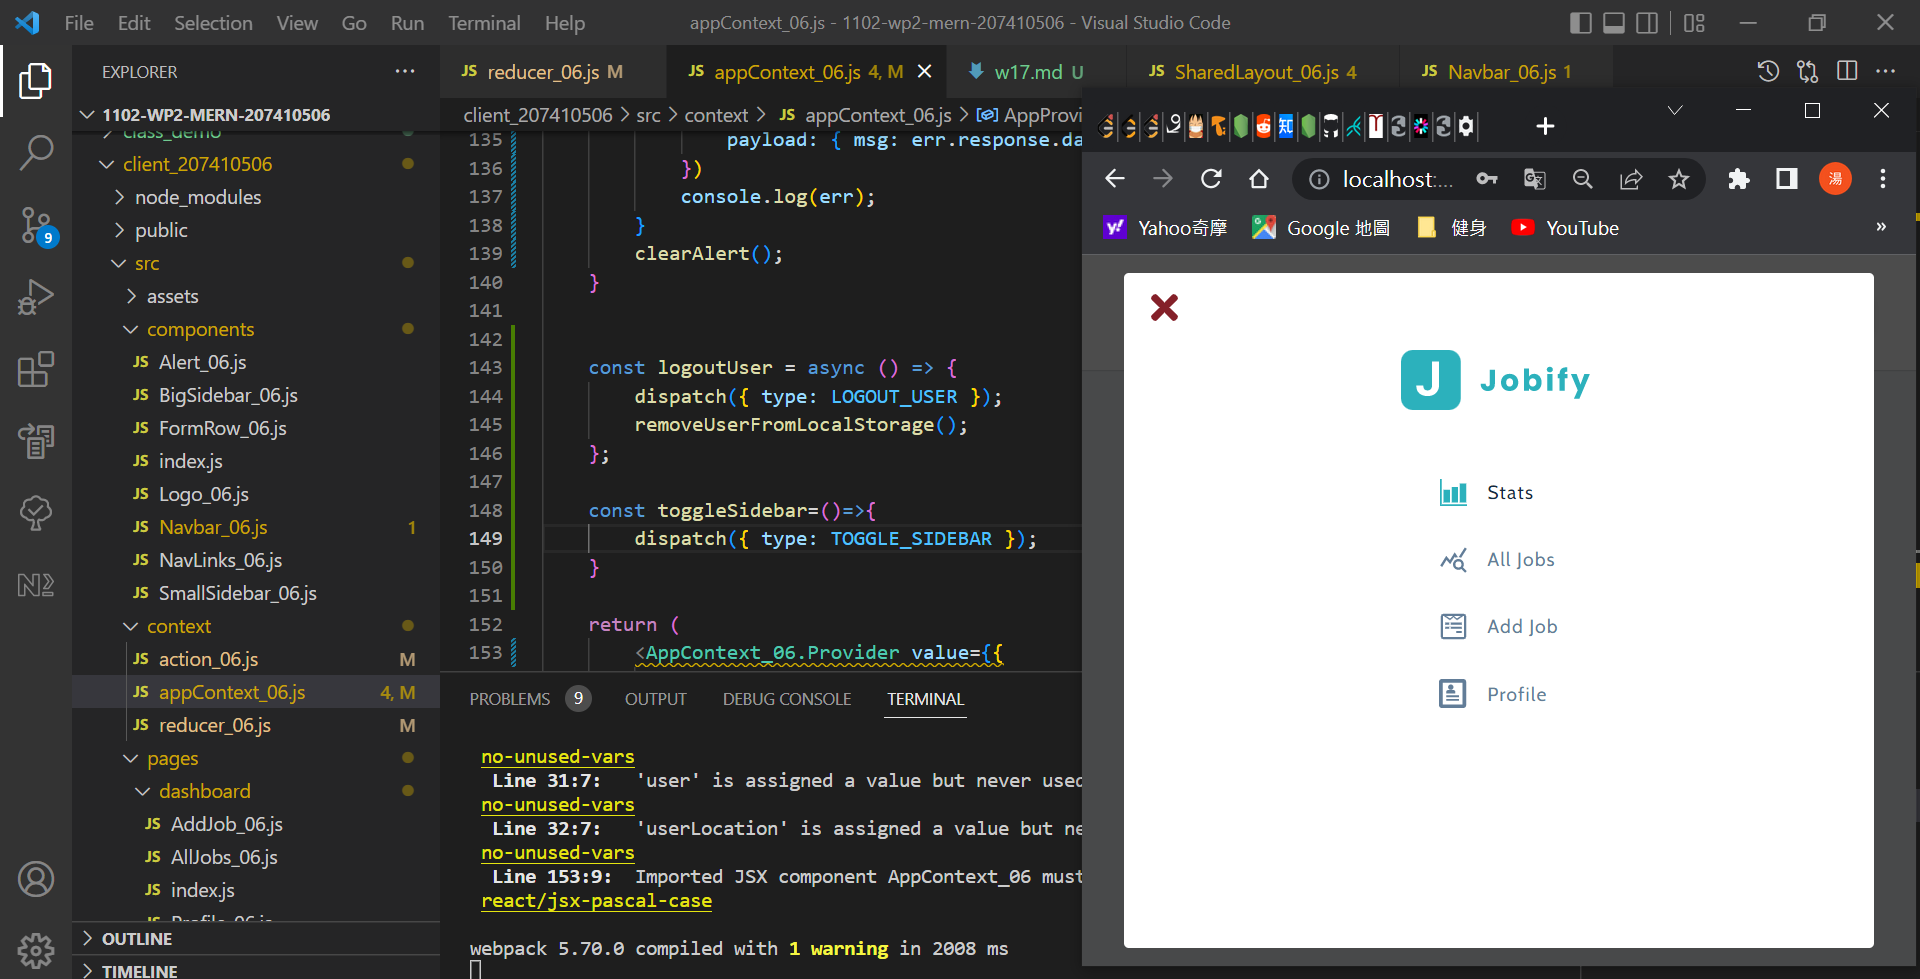 File Edit Selection View Go Run Terminal Help
appContext_06.js - 1102-wp2-mern-207410506 - Visual Studio Code
EXPLORER
1102-WP2-MERN-207410506
class_demo
client_207410506
node_modules
public
src
assets
components
JS Alert_06.js
JS BigSidebar_06.js
JS FormRow_06.js
JS index.js
JS Logo_06.js
JS Navbar_06.js 1
JS NavLinks_06.js
JS SmallSidebar_06.js
context
JS action_06.js M
JS appContext_06.js 4, M
JS reducer_06.js M
pages
dashboard
JS AddJob_06.js
JS AllJobs_06.js
JS index.js
JS Profile_06.js
OUTLINE
TIMELINE
9
JS reducer_06.js M
JS appContext_06.js 4, M
w17.md U
JS SharedLayout_06.js 4
JS Navbar_06.js 1
client_207410506 > src > context > JS appContext_06.js > AppProvi
135 payload: { msg: err.response.da
136 })
137 console.log(err);
138 }
139 clearAlert();
140 }
141
142
143 const logoutUser = async () => {
144 dispatch({ type: LOGOUT_USER });
145 removeUserFromLocalStorage();
146 };
147
148 const toggleSidebar=()=>{
149 dispatch({ type: TOGGLE_SIDEBAR });
150 }
151
152 return (
153 <AppContext_06.Provider value={{
PROBLEMS 9 OUTPUT DEBUG CONSOLE TERMINAL
no-unused-vars
Line 31:7: 'user' is assigned a value but never used
no-unused-vars
Line 32:7: 'userLocation' is assigned a value but ne
no-unused-vars
Line 153:9: Imported JSX component AppContext_06 must
react/jsx-pascal-case
webpack 5.70.0 compiled with 1 warning in 2008 ms
localhost:...
湯
Yahoo奇摩
Google 地圖
健身
YouTube
»
J Jobify
Stats
All Jobs
Add Job
Profile